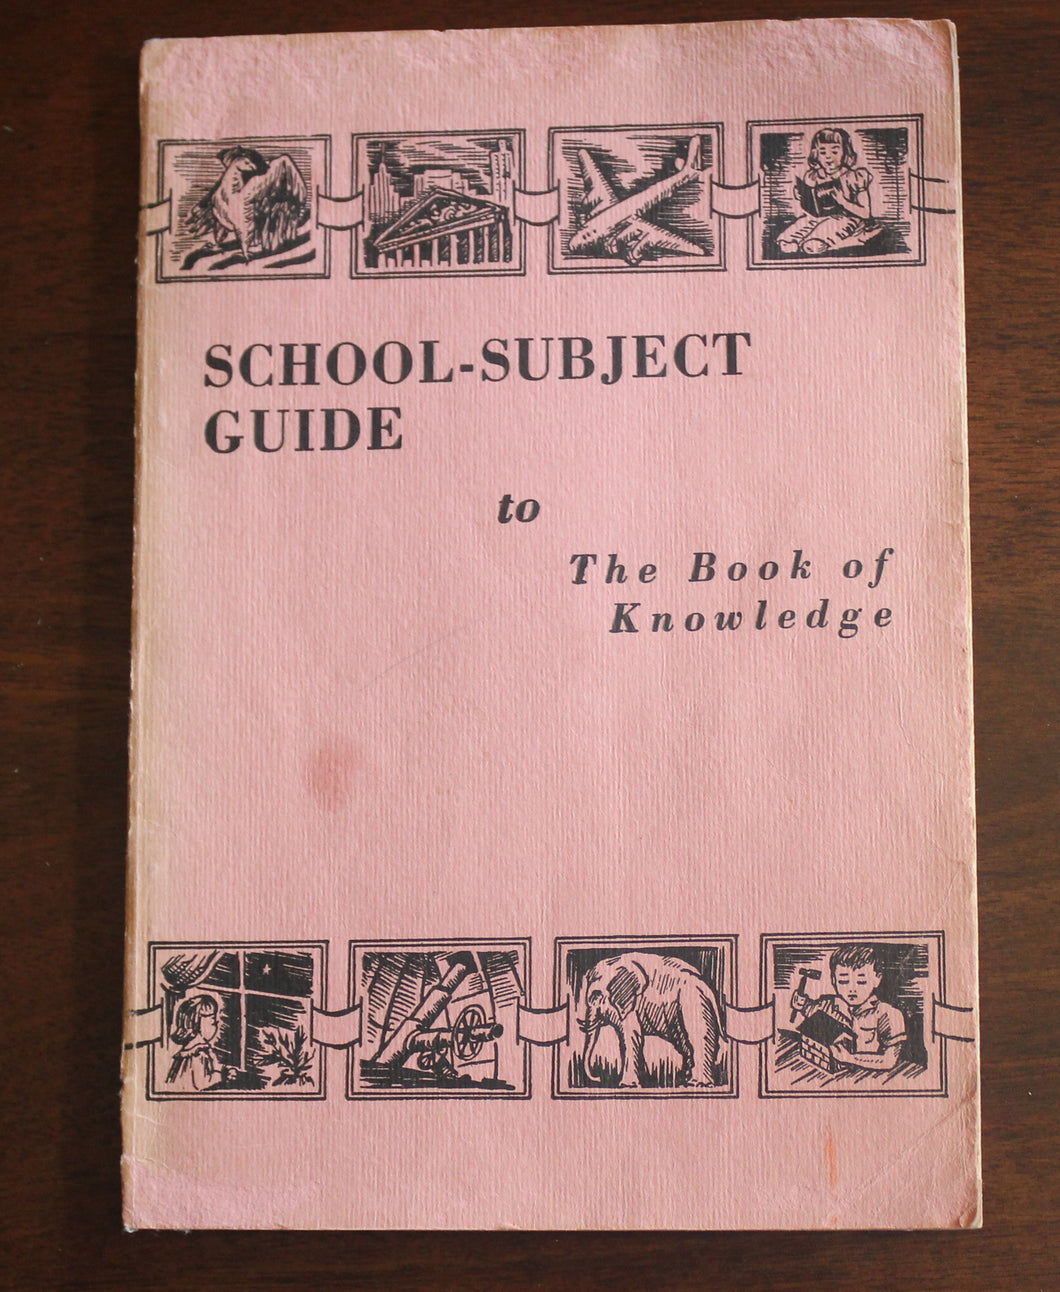 SCHOOL-SUBJECT
GUIDE
to
The Book of
Knowledge